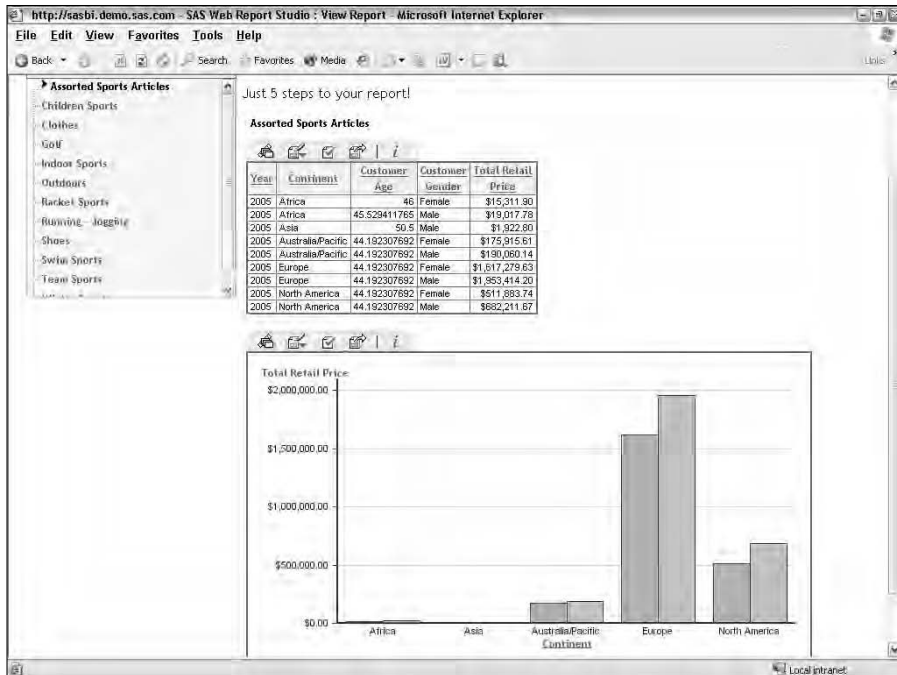 http://sasbi.demo.sas.com - SAS Web Report Studio : View Report - Microsoft Internet Explorer
File Edit View Favorites Tools Help
Back Search Favorites Media Links
Assorted Sports Articles
Children Sports
Clothes
Golf
Indoor Sports
Outdoors
Racket Sports
Running - Jogging
Shoes
Swim Sports
Team Sports
Just 5 steps to your report!
Assorted Sports Articles
Year Continent Customer Age Customer Gender Total Retail Price
2005 Africa 46 Female $15,311.90
2005 Africa 45.529411765 Male $19,017.78
2005 Asia 50.5 Male $1,922.80
2005 Australia/Pacific 44.192307692 Female $175,915.61
2005 Australia/Pacific 44.192307692 Male $190,060.14
2005 Europe 44.192307692 Female $1,617,279.63
2005 Europe 44.192307692 Male $1,953,414.20
2005 North America 44.192307692 Female $511,883.74
2005 North America 44.192307692 Male $682,211.67
Total Retail Price
$2,000,000.00
$1,500,000.00
$1,000,000.00
$500,000.00
$0.00
Africa Asia Australia/Pacific Europe North America
Continent
Local intranet